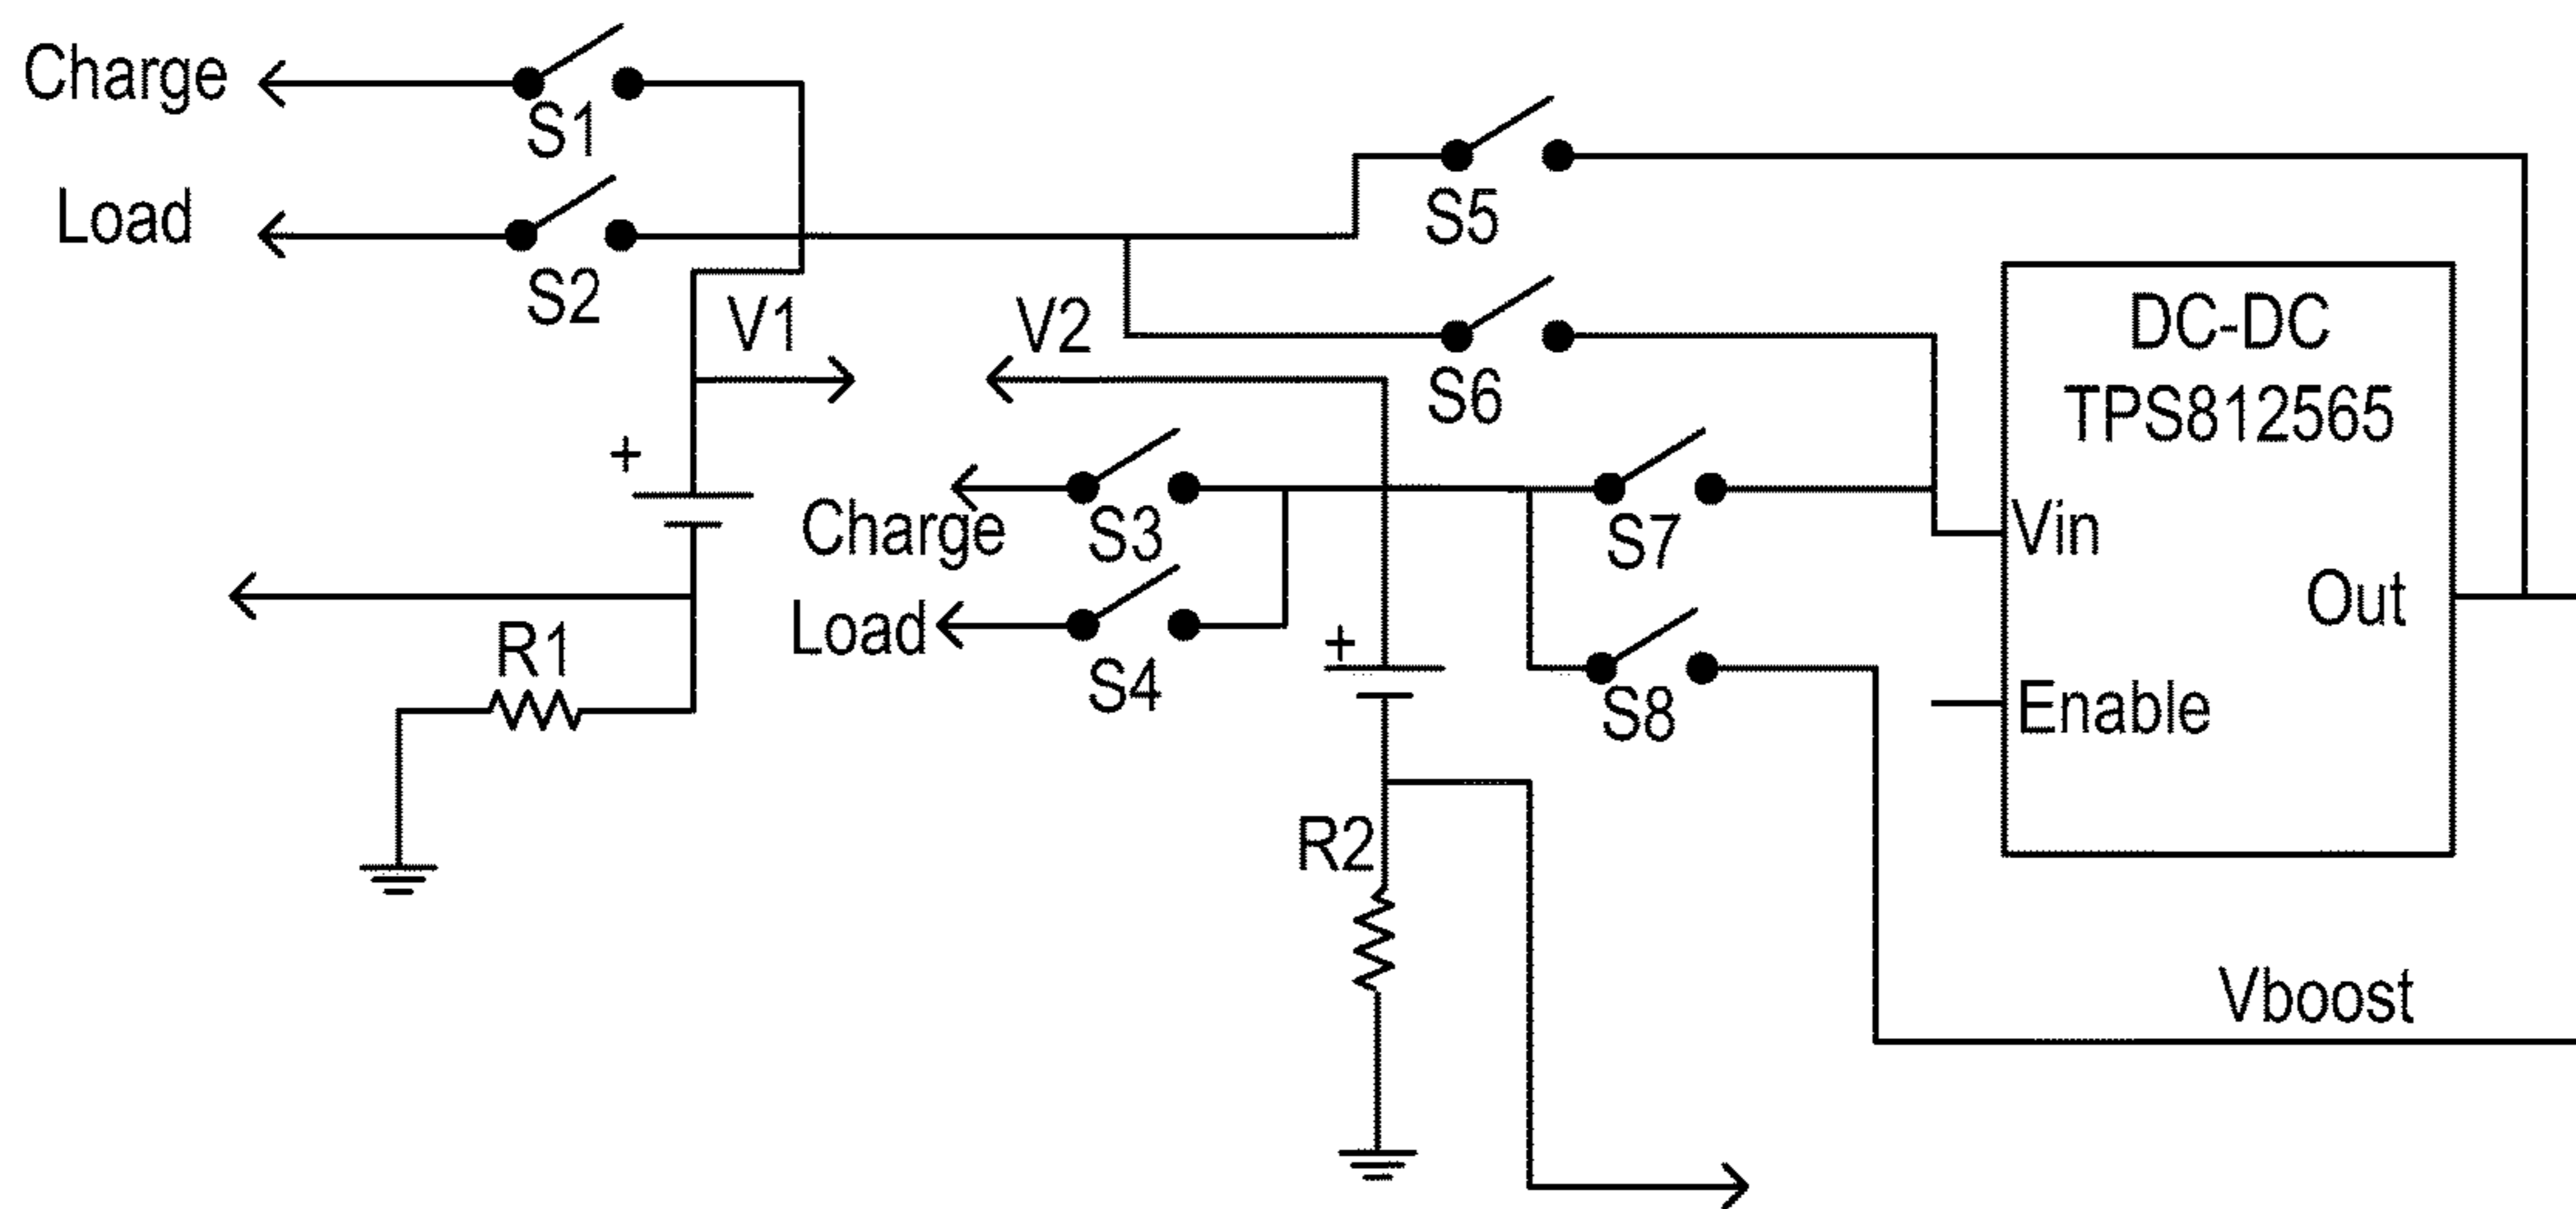 Charge
S1
Load
S2
S5
V1
V2
S6
DC-DC
TPS812565
+
Charge
S3
S7
Vin
Out
Load
S4
R1
+
S8
Enable
R2
Vboost